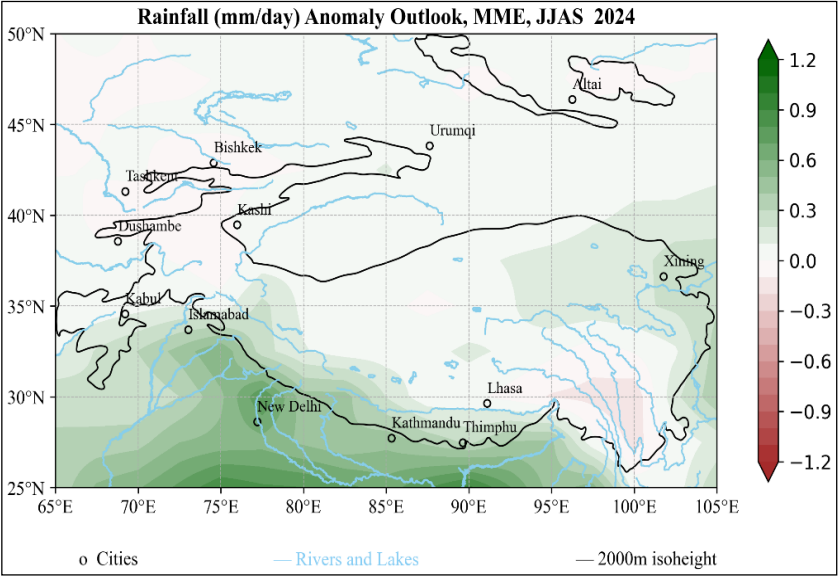 Rainfall (mm/day) Anomaly Outlook, MME, JJAS 2024
50°N
45°N
40°N
35°N
30°N
25°N
Altai
Urumqi
Bishkek
Tashkent
Kashi
Dushambe
Xining
Kabul
Islamabad
Lhasa
New Delhi
Kathmandu
Thimphu
65°E 70°E 75°E 80°E 85°E 90°E 95°E 100°E 105°E
1.2
0.9
0.6
0.3
0.0
−0.3
−0.6
−0.9
−1.2
Cities
Rivers and Lakes
2000m isoheight